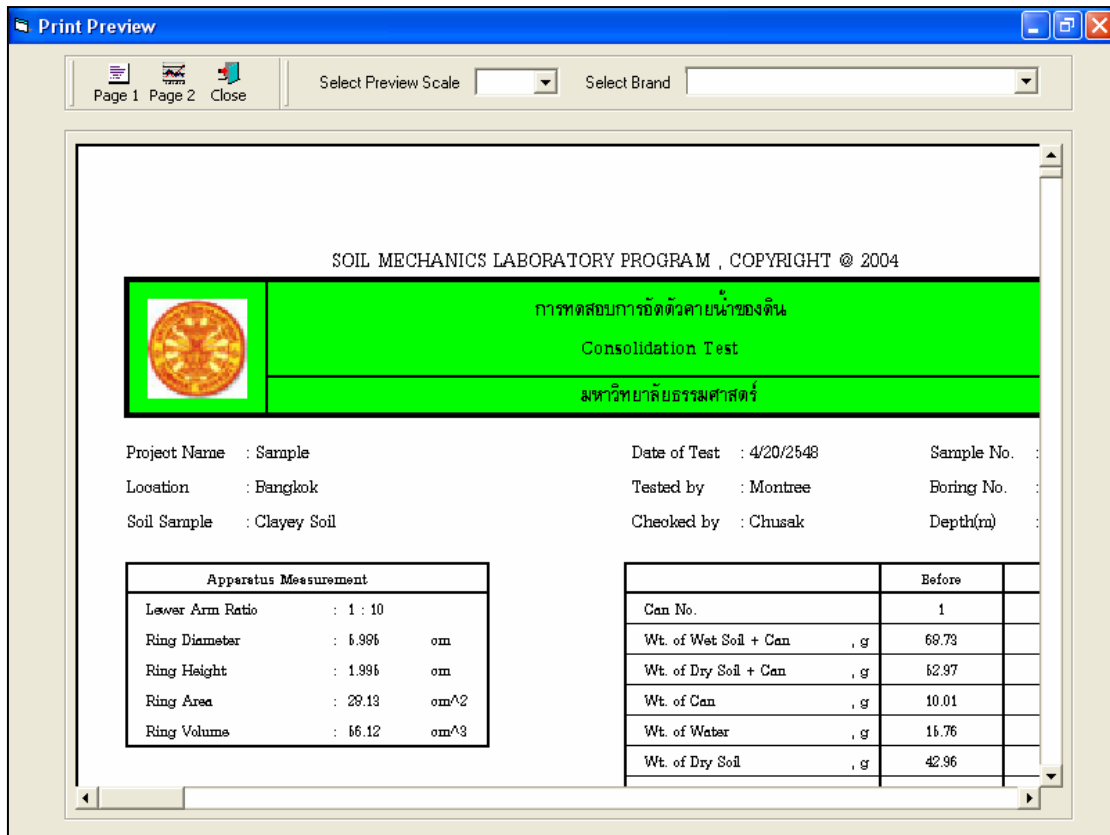 Print Preview
Page 1 Page 2 Close Select Preview Scale Select Brand
SOIL MECHANICS LABORATORY PROGRAM , COPYRIGHT @ 2004
การทดสอบการอัดตัวคายน้ำของดิน
Consolidation Test
มหาวิทยาลัยธรรมศาสตร์
Project Name : Sample Date of Test : 4/20/2548 Sample No. :
Location : Bangkok Tested by : Montree Boring No. :
Soil Sample : Clayey Soil Checked by : Chusak Depth(m) :
Apparatus Measurement
Lever Arm Ratio : 1 : 10
Ring Diameter : 5.985 cm
Ring Height : 1.995 cm
Ring Area : 28.13 cm^2
Ring Volume : 56.12 cm^3
Before
Can No. 1
Wt. of Wet Soil + Can , g 68.73
Wt. of Dry Soil + Can , g 52.97
Wt. of Can , g 10.01
Wt. of Water , g 15.76
Wt. of Dry Soil , g 42.96